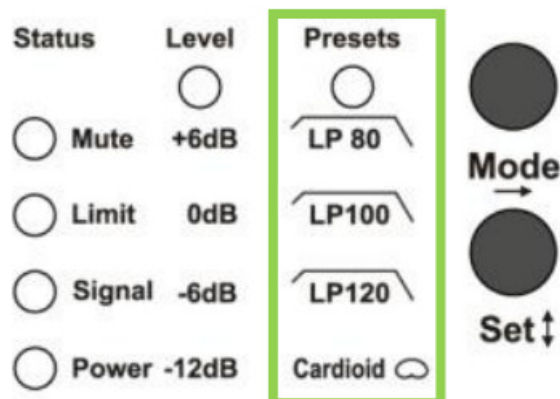 Status Level Presets
Mute +6dB LP 80
Mode
Limit 0dB LP100
Signal -6dB LP120
Set
Power -12dB Cardioid